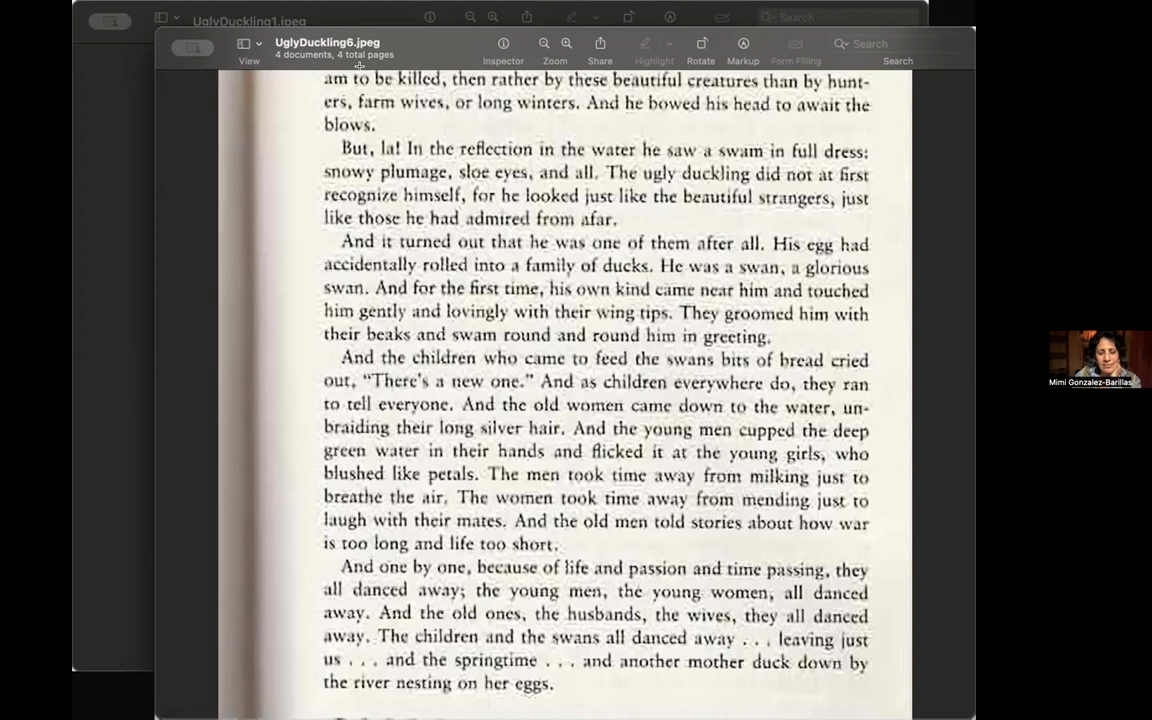 UglyDuckling1.jpeg
Search
UglyDuckling6.jpeg
4 documents, 4 total pages
Search
View
Inspector
Zoom
Share
Highlight
Rotate
Markup
Form Filling
Search
am to be killed, then rather by these beautiful creatures than by hunt-
ers, farm wives, or long winters. And he bowed his head to await the
blows.
But, la! In the reflection in the water he saw a swam in full dress:
snowy plumage, sloe eyes, and all. The ugly duckling did not at first
recognize himself, for he looked just like the beautiful strangers, just
like those he had admired from afar.
And it turned out that he was one of them after all. His egg had
accidentally rolled into a family of ducks. He was a swan, a glorious
swan. And for the first time, his own kind came near him and touched
him gently and lovingly with their wing tips. They groomed him with
their beaks and swam round and round him in greeting.
And the children who came to feed the swans bits of bread cried
out, "There's a new one." And as children everywhere do, they ran
to tell everyone. And the old women came down to the water, un-
braiding their long silver hair. And the young men cupped the deep
green water in their hands and flicked it at the young girls, who
blushed like petals. The men took time away from milking just to
breathe the air. The women took time away from mending just to
laugh with their mates. And the old men told stories about how war
is too long and life too short.
And one by one, because of life and passion and time passing, they
all danced away; the young men, the young women, all danced
away. And the old ones, the husbands, the wives, they all danced
away. The children and the swans all danced away . . . leaving just
us . . . and the springtime . . . and another mother duck down by
the river nesting on her eggs.
Mimi Gonzalez-Barillas